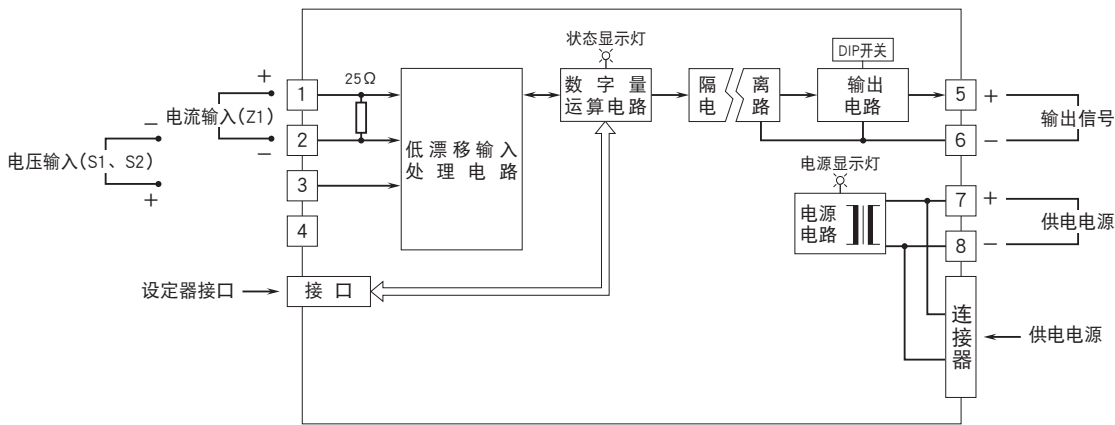 状态显示灯
DIP开关
25Ω
+
1
电流输入(Z1)
−
2
−
电压输入(S1、S2)
+
3
4
低漂移输入
处理电路
数字量
运算电路
隔离
电路
输出
电路
5
+
输出信号
6
−
电源显示灯
电源
电路
7
+
供电电源
8
−
设定器接口
接口
连接器
供电电源